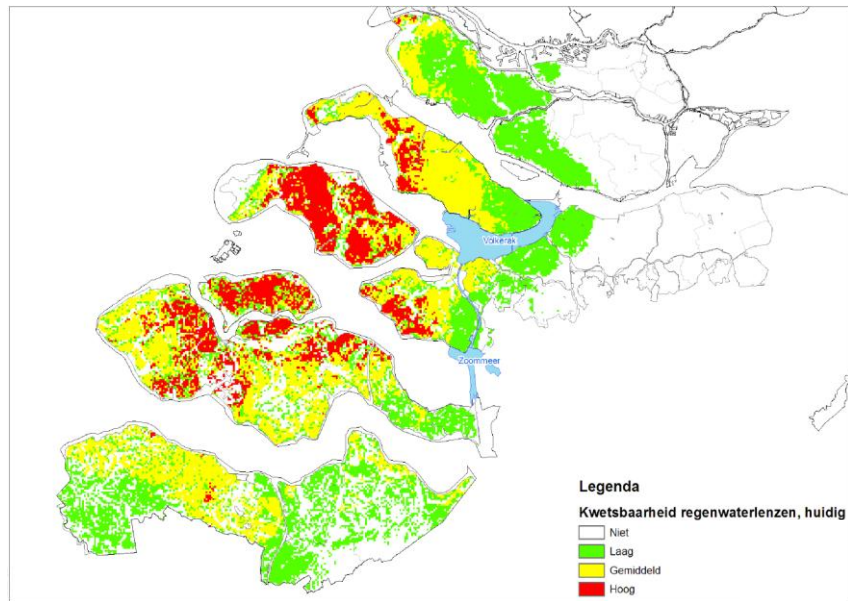 Volkerak
Zoommeer
Legenda
Kwetsbaarheid regenwaterlenzen, huidig
Niet
Laag
Gemiddeld
Hoog